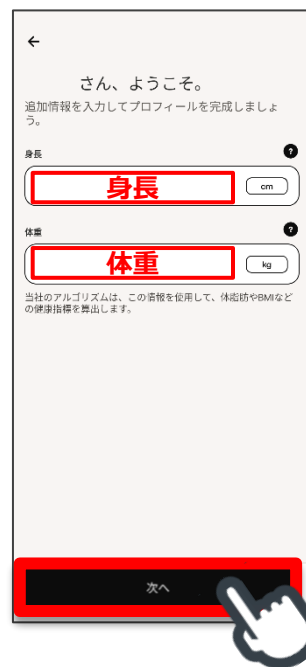 さん、ようこそ。
追加情報を入力してプロフィールを完成しましょ
う。
身長
?
身長
cm
体重
?
体重
kg
当社のアルゴリズムは、この情報を使用して、体脂肪やBMIなど
の健康指標を算出します。
次へ